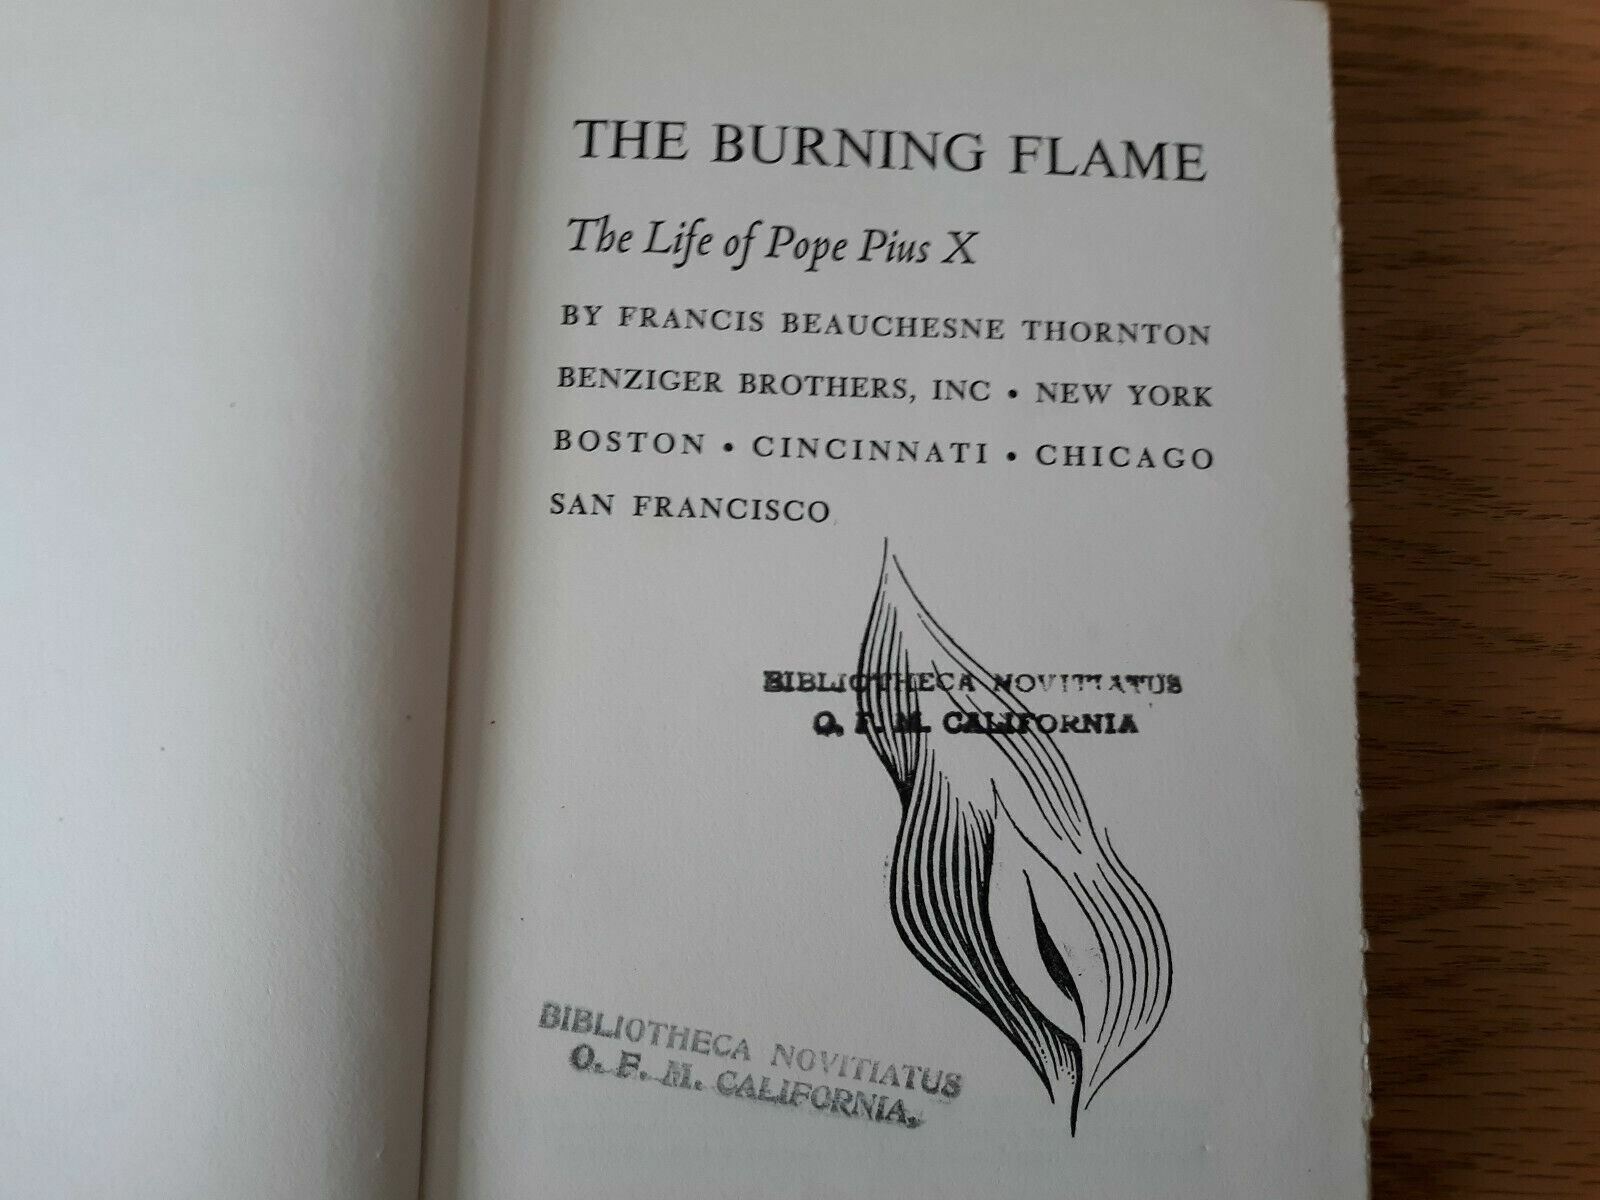 THE BURNING FLAME
The Life of Pope Pius X
BY FRANCIS BEAUCHESNE THORNTON
BENZIGER BROTHERS, INC • NEW YORK
BOSTON • CINCINNATI • CHICAGO
SAN FRANCISCO
BIBLIOTHECA NOVITIATUS
O. F. M. CALIFORNIA
BIBLIOTHECA NOVITIATUS
O. F. M. CALIFORNIA.